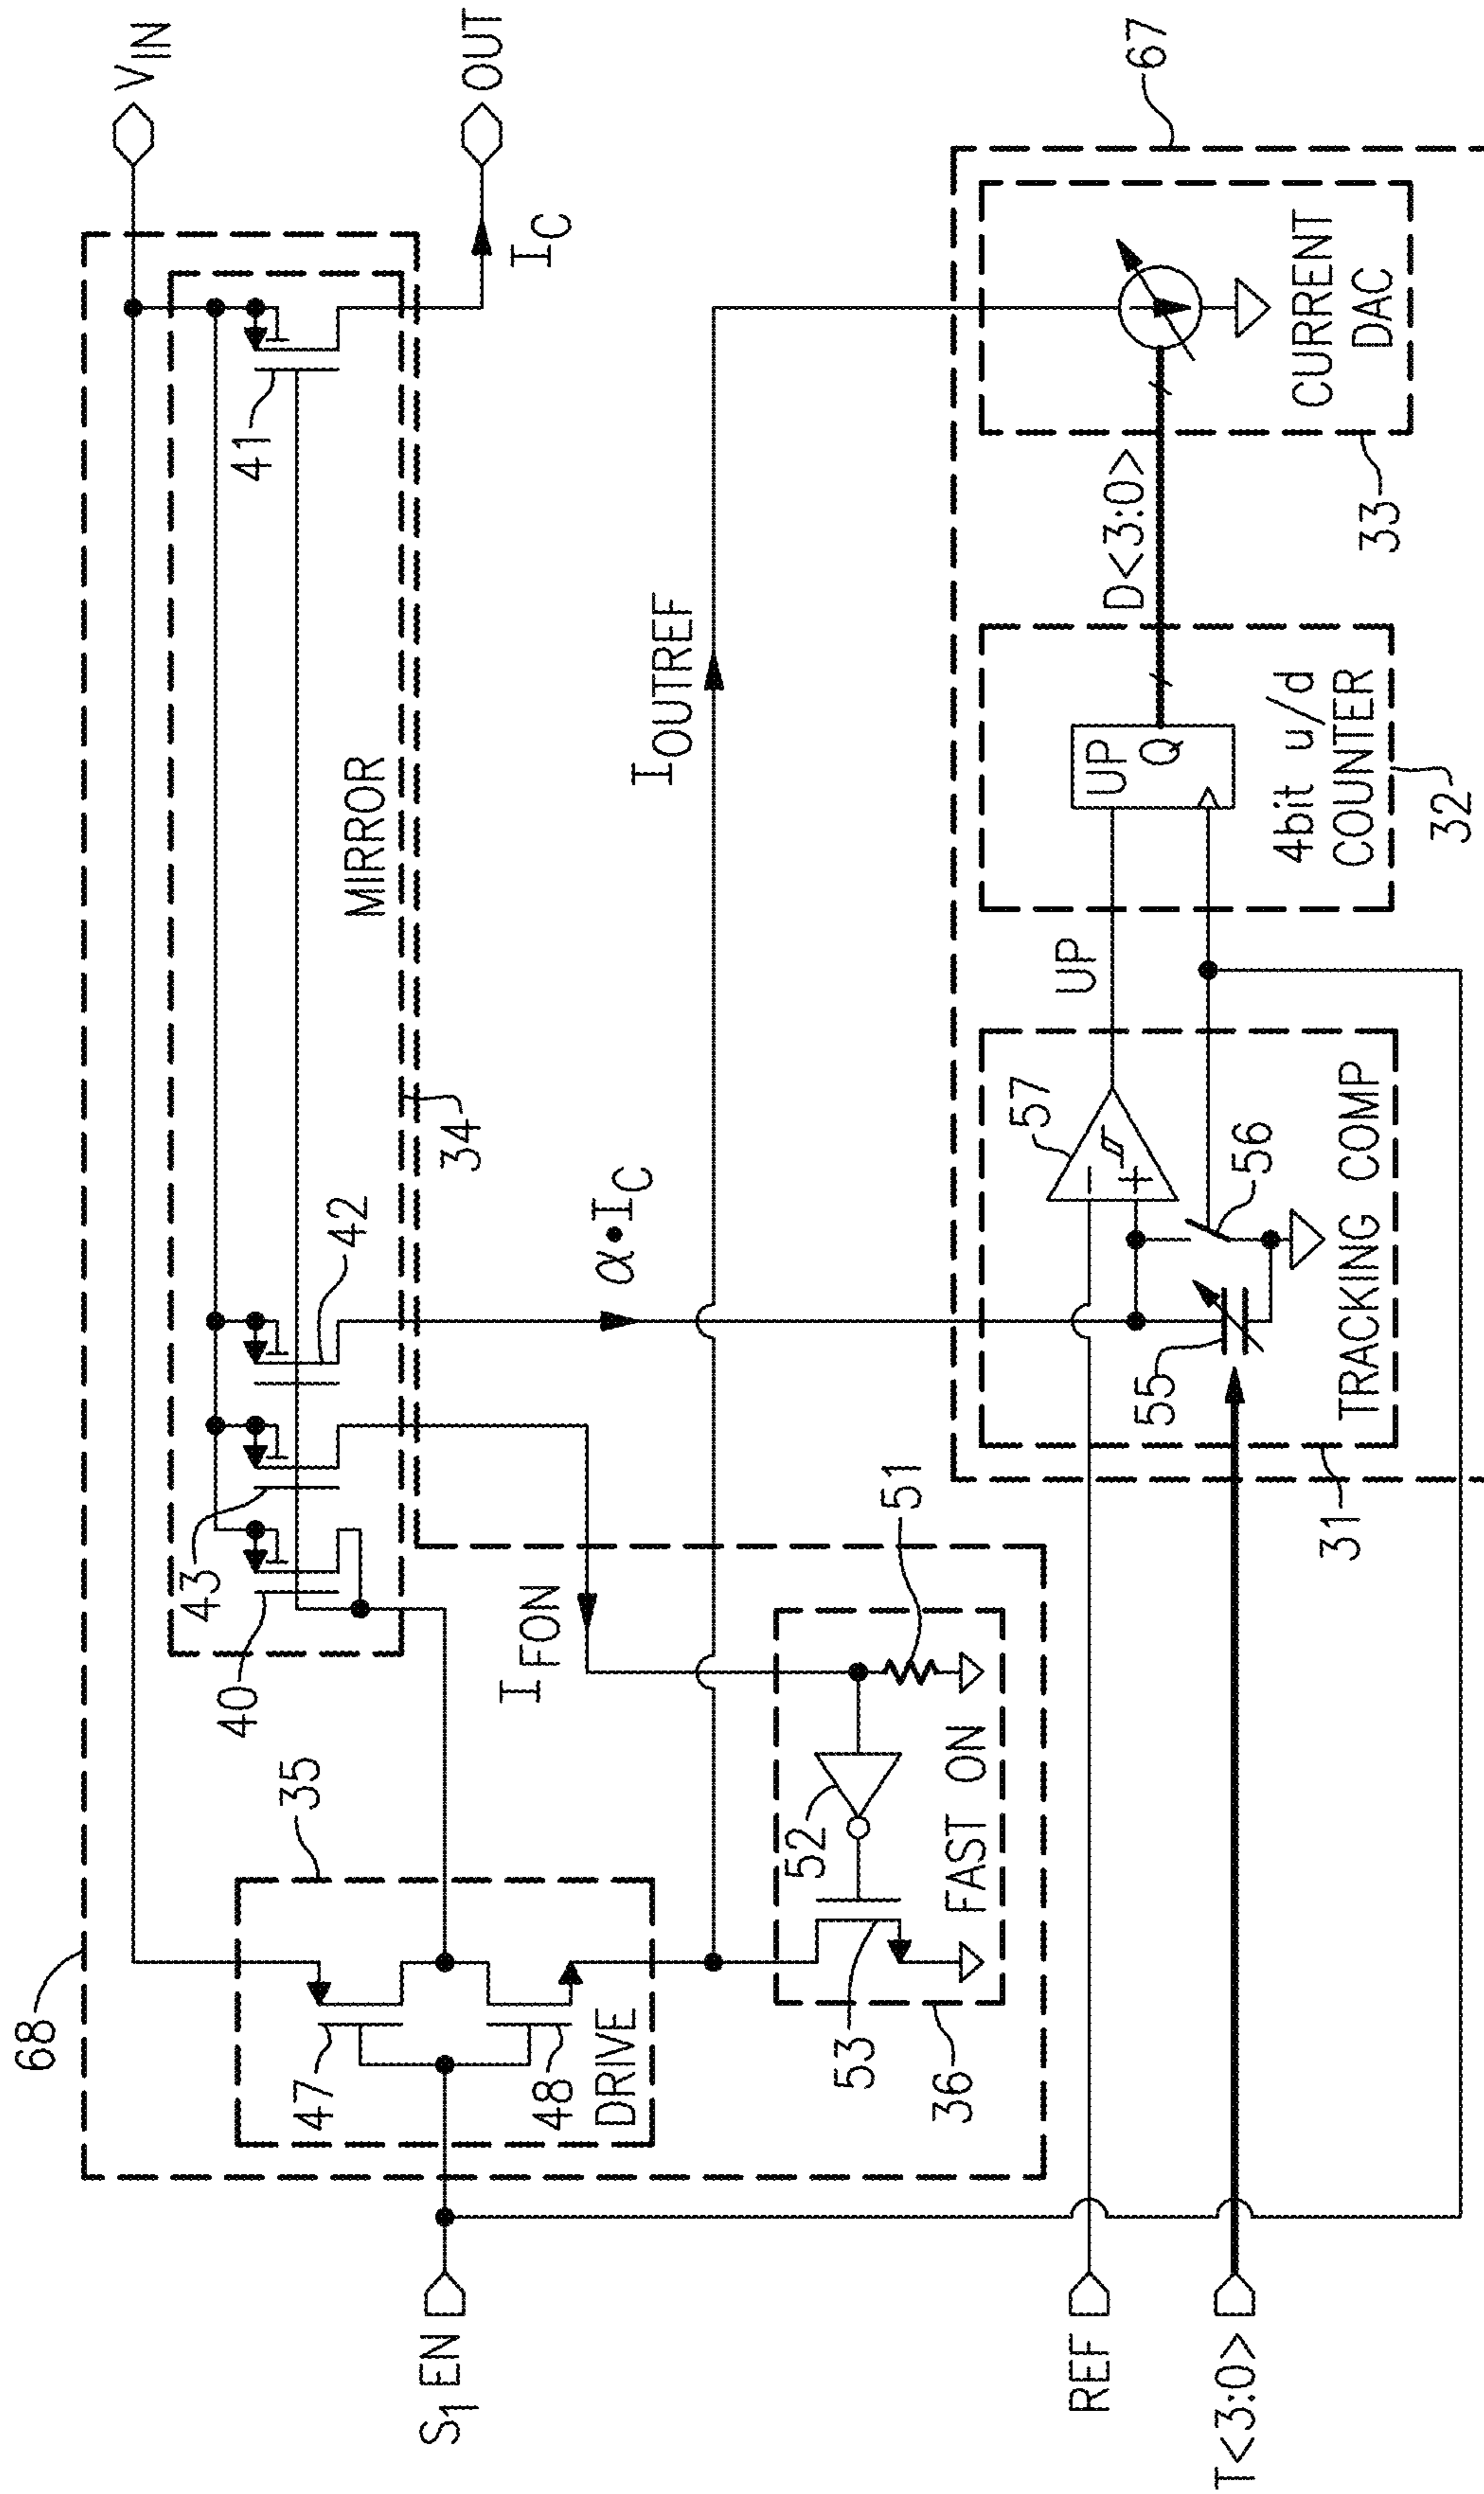 68
35
47
48
DRIVE
S1 EN
40
43
42
34
MIRROR
41
VIN
OUT
IC
IFON
α•IC
IOUTREF
52
51
53
FAST ON
36
REF
T<3:0>
55
57
56
TRACKING COMP
31
UP
UP
Q
4bit u/d
COUNTER
32
D<3:0>
CURRENT
DAC
33
67